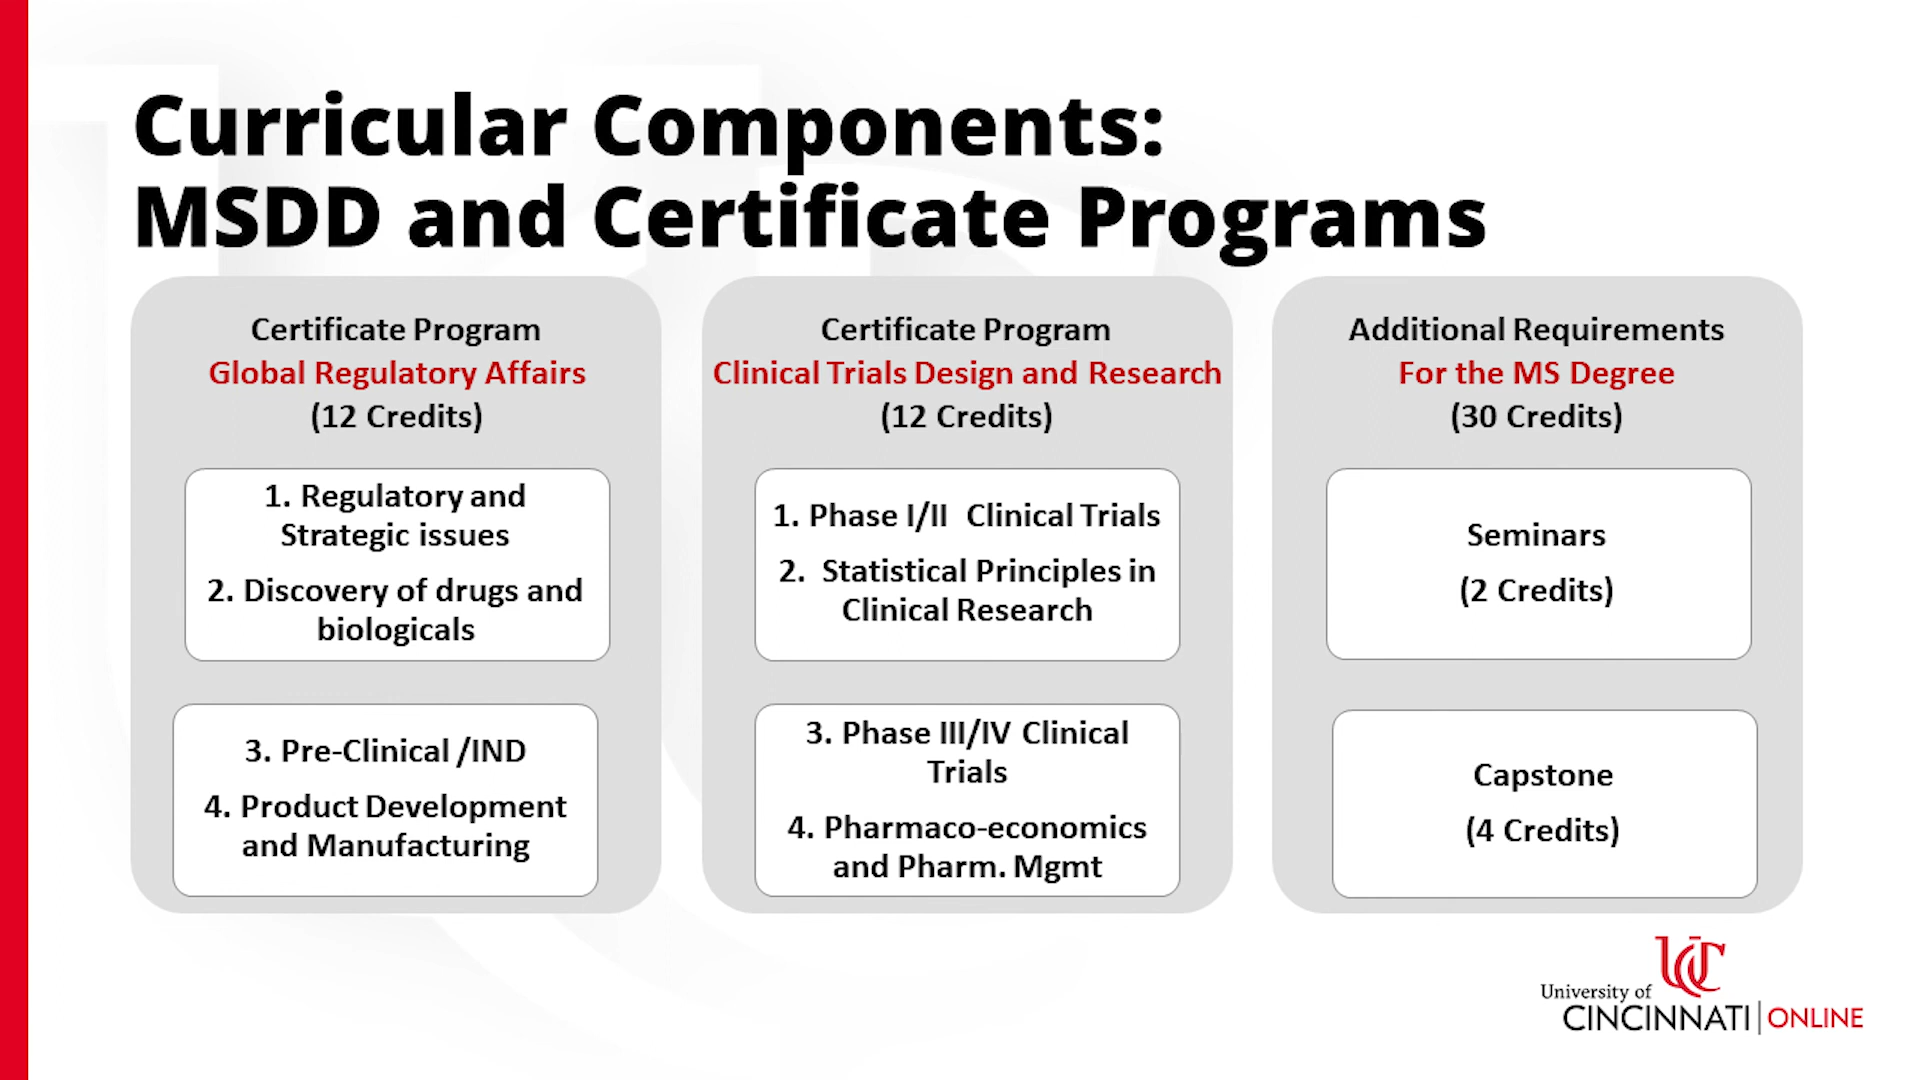 Curricular Components:
MSDD and Certificate Programs
Certificate Program
Global Regulatory Affairs
(12 Credits)
1. Regulatory and
Strategic issues
2. Discovery of drugs and
biologicals
3. Pre-Clinical /IND
4. Product Development
and Manufacturing
Certificate Program
Clinical Trials Design and Research
(12 Credits)
1. Phase I/II Clinical Trials
2. Statistical Principles in
Clinical Research
3. Phase III/IV Clinical
Trials
4. Pharmaco-economics
and Pharm. Mgmt
Additional Requirements
For the MS Degree
(30 Credits)
Seminars
(2 Credits)
Capstone
(4 Credits)
UC
University of
CINCINNATI | ONLINE